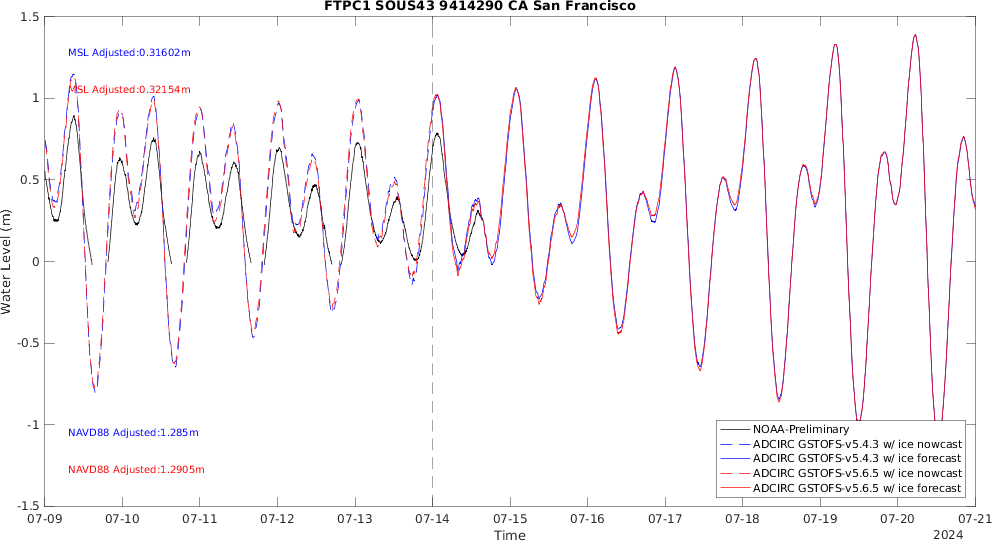 FTPC1 SOUS43 9414290 CA San Francisco
1.5
MSL Adjusted:0.31602m
MSL Adjusted:0.32154m
1
0.5
Water Level (m)
0
-0.5
-1
NAVD88 Adjusted:1.285m
NAVD88 Adjusted:1.2905m
NOAA-Preliminary
ADCIRC GSTOFS-v5.4.3 w/ ice nowcast
ADCIRC GSTOFS-v5.4.3 w/ ice forecast
ADCIRC GSTOFS-v5.6.5 w/ ice nowcast
ADCIRC GSTOFS-v5.6.5 w/ ice forecast
-1.5
07-09 07-10 07-11 07-12 07-13 07-14 07-15 07-16 07-17 07-18 07-19 07-20 07-21
Time
2024